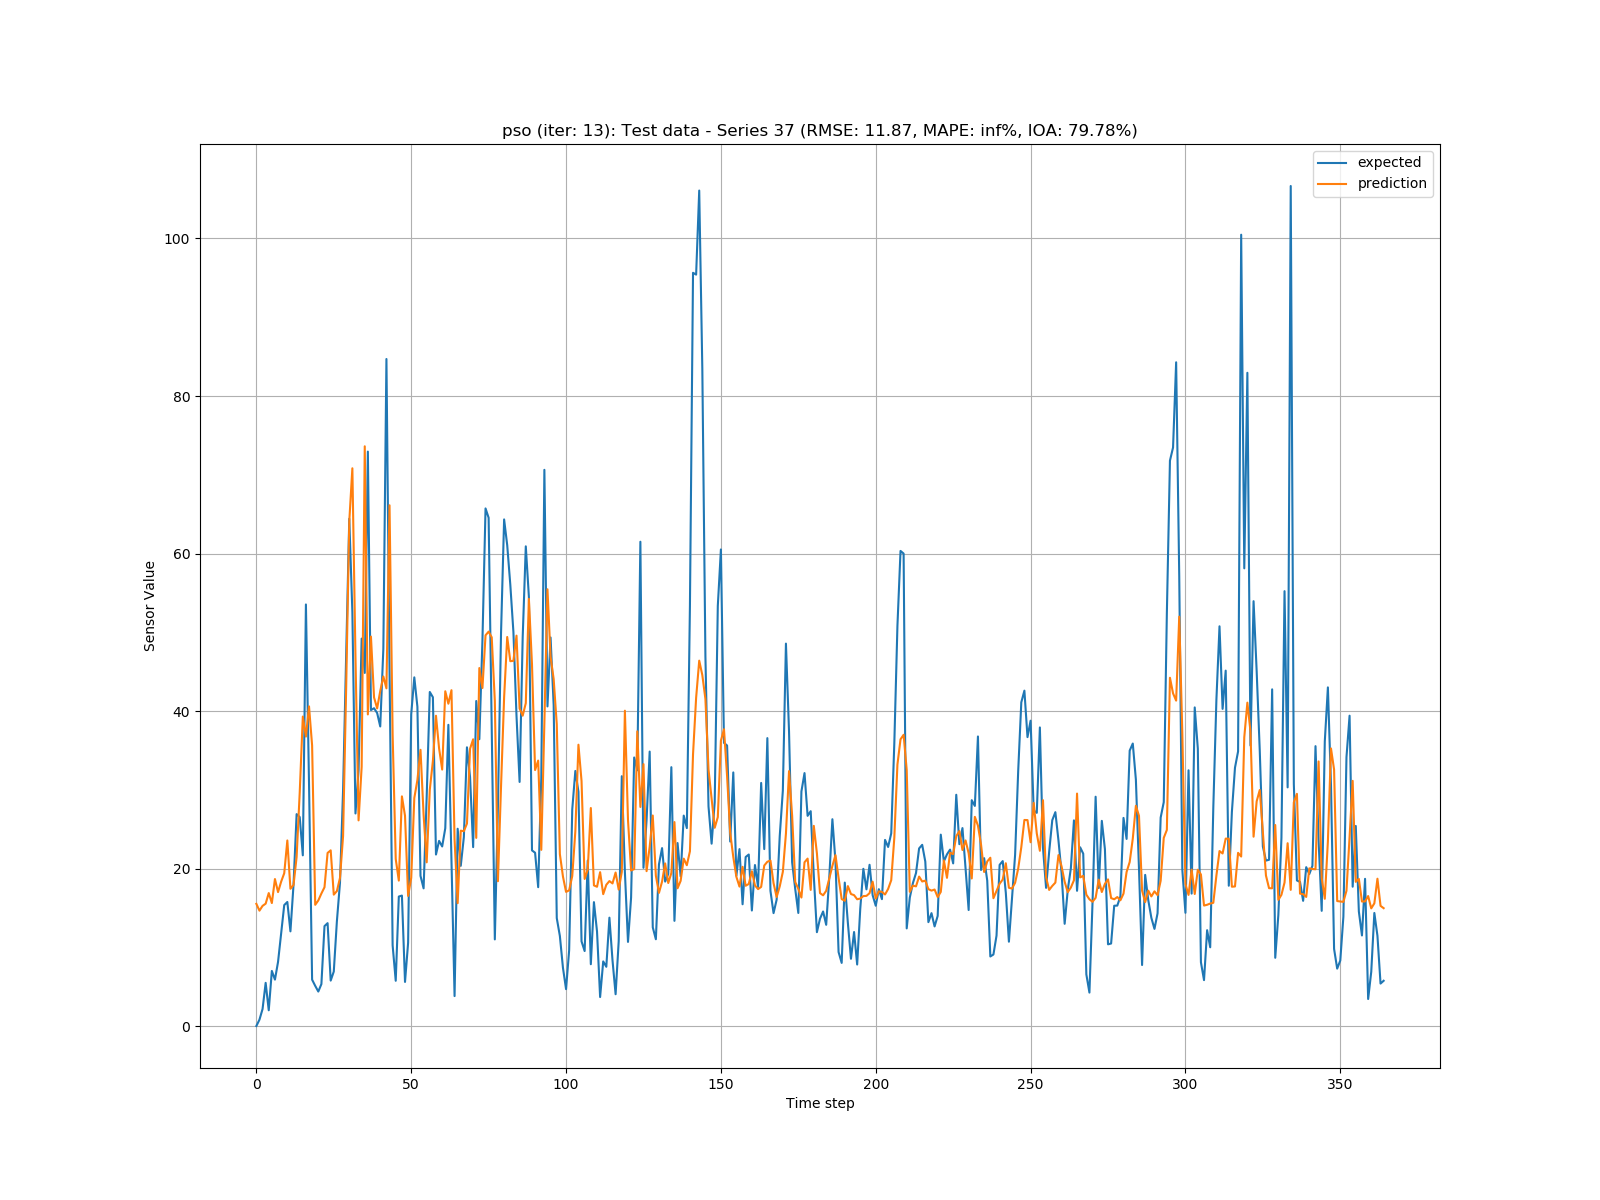 pso (iter: 13): Test data - Series 37 (RMSE: 11.87, MAPE: inf%, IOA: 79.78%)
expected
prediction
100
80
60
40
20
0
Sensor Value
0 50 100 150 200 250 300 350
Time step